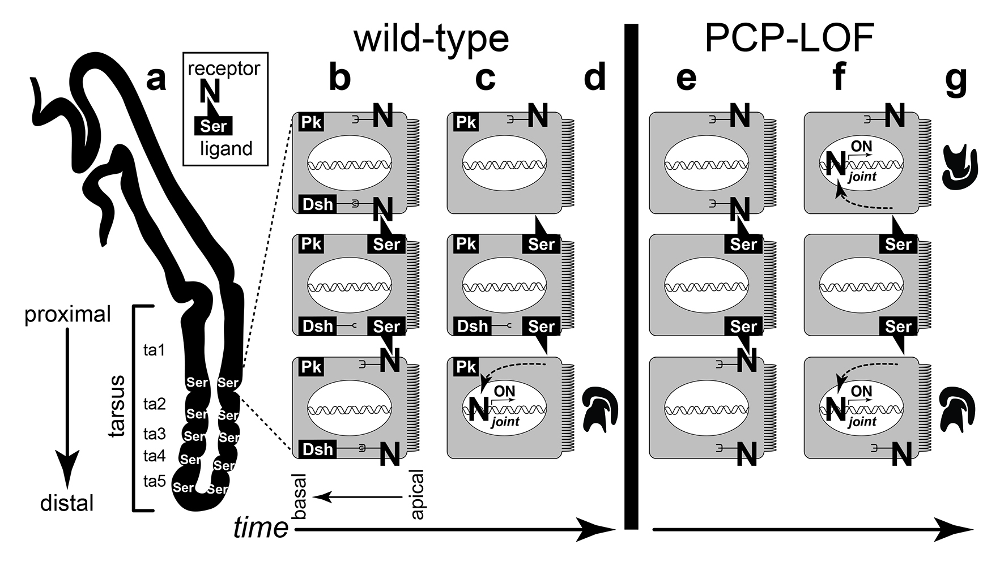 wild-type
PCP-LOF
a
b
c
d
e
f
g
receptor
N
Ser
ligand
Pk
N
Dsh
N
Pk
Ser
Dsh
Ser
Pk
N
Dsh
N
Pk
N
Pk
Ser
Dsh
Ser
Pk
ON
N
joint
N
N
Ser
Ser
N
N
N
ON
N
joint
Ser
Ser
ON
N
joint
N
proximal
distal
tarsus
ta1
ta2
ta3
ta4
ta5
Ser Ser
Ser Ser
Ser Ser
Ser Ser
Ser Ser
basal
apical
time